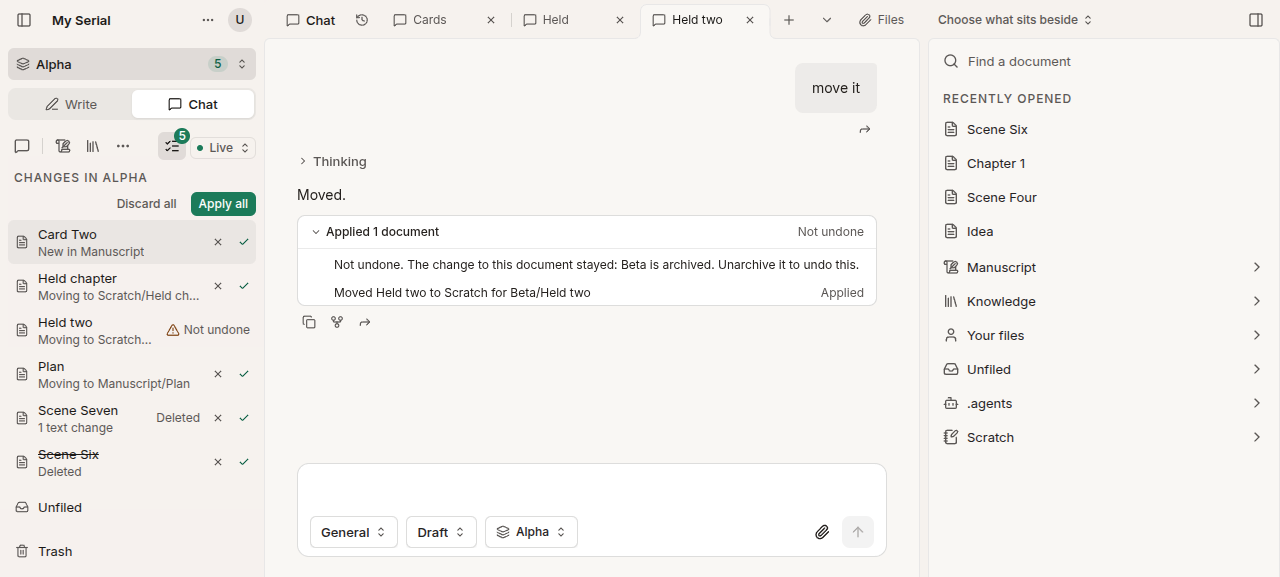 My Serial
U
Chat
Cards
Held
Held two
Files
Choose what sits beside
Alpha
5
Write
Chat
5
Live
CHANGES IN ALPHA
Discard all
Apply all
Card Two
New in Manuscript
Held chapter
Moving to Scratch/Held ch...
Held two
Moving to Scratch...
Not undone
Plan
Moving to Manuscript/Plan
Scene Seven
1 text change
Deleted
Scene Six
Deleted
Unfiled
Trash
move it
Thinking
Moved.
Applied 1 document
Not undone
Not undone. The change to this document stayed: Beta is archived. Unarchive it to undo this.
Moved Held two to Scratch for Beta/Held two
Applied
General
Draft
Alpha
Find a document
RECENTLY OPENED
Scene Six
Chapter 1
Scene Four
Idea
Manuscript
Knowledge
Your files
Unfiled
.agents
Scratch